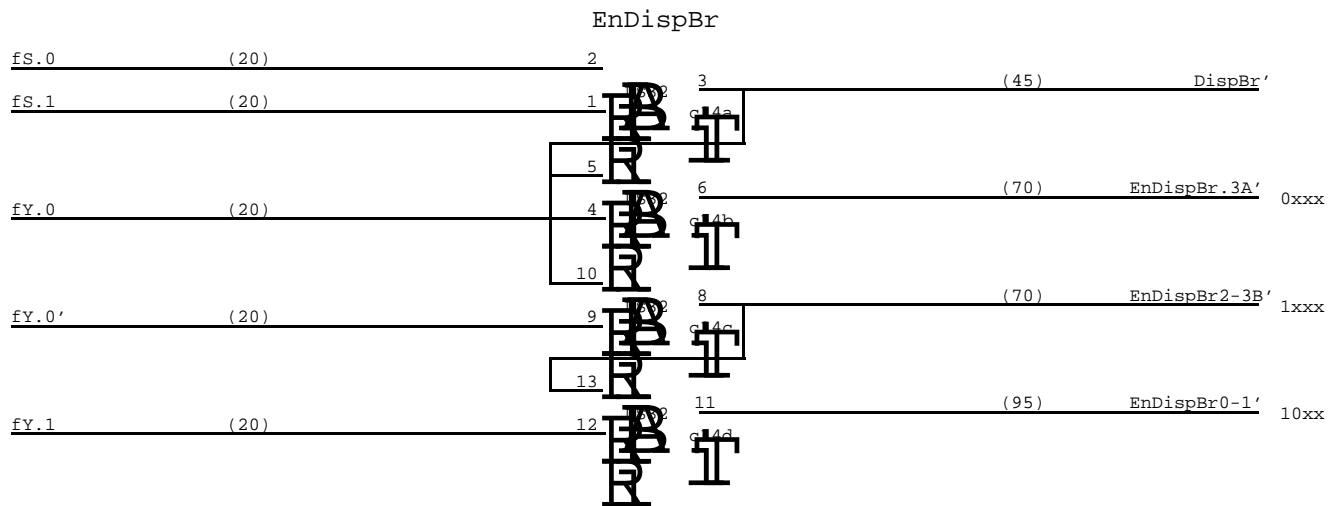 EnDispBr
fS.0 (20) 2
3 (45) DispBr'
fS.1 (20) 1
5
6 (70) EnDispBr.3A' 0xxx
fY.0 (20) 4
10
8 (70) EnDispBr2-3B' 1xxx
fY.0' (20) 9
13
11 (95) EnDispBr0-1' 10xx
fY.1 (20) 12